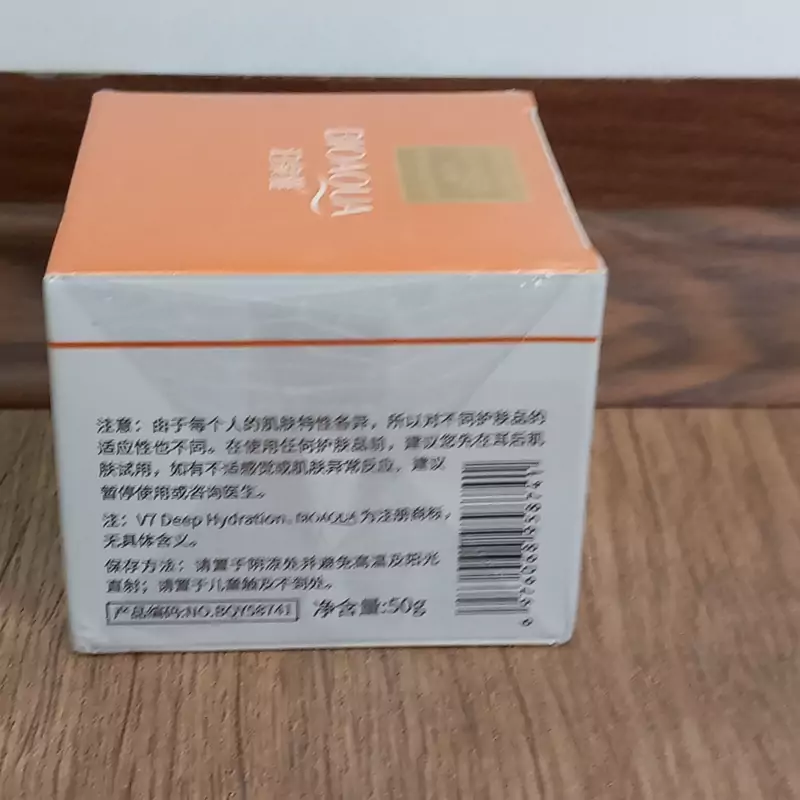 BIOAQUA
注意：由于每个人的肌肤特性各异，所以对不同护肤品的
适应性也不同。在使用任何护肤品前，建议您先在耳后肌
肤试用，如有不适感觉或肌肤异常反应，建议
暂停使用或咨询医生。
注：V7 Deep Hydration、BIOAQUA为注册商标，
无具体含义。
保存方法：请置于阴凉处并避免高温及阳光
直射；请置于儿童触及不到处。
产品编码:NO.BQY58741
净含量:50g